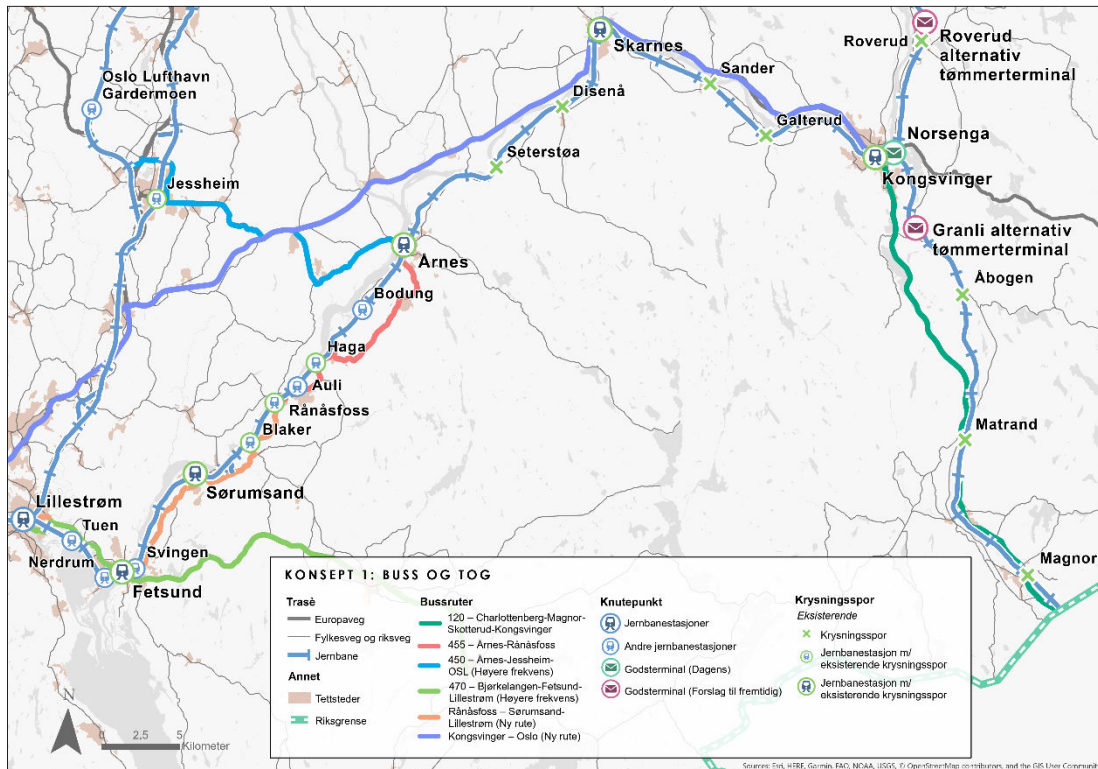 Roverud
Roverud
alternativ
tømmerterminal
Skarnes
Sander
Oslo Lufthavn
Gardermoen
Disenå
Galterud
Norsenga
Seterstøa
Kongsvinger
Jessheim
Granli alternativ
tømmerterminal
Årnes
Åbogen
Bodung
Haga
Auli
Rånåsfoss
Blaker
Matrand
Sørumsand
Lillestrøm
Tuen
Svingen
Nerdrum
Fetsund
Magnor
KONSEPT 1: BUSS OG TOG
Trasè
Europaveg
Fylkesveg og riksveg
Jernbane
Annet
Tettsteder
Riksgrense
Bussruter
120 – Charlottenberg-Magnor-
Skotterud-Kongsvinger
455 – Årnes-Rånåsfoss
450 – Årnes-Jessheim-
OSL (Høyere frekvens)
470 – Bjørkelangen-Fetsund-
Lillestrøm (Høyere frekvens)
Rånåsfoss – Sørumsand-
Lillestrøm (Ny rute)
Kongsvinger – Oslo (Ny rute)
Knutepunkt
Jernbanestasjoner
Andre jernbanestasjoner
Godsterminal (Dagens)
Godsterminal (Forslag til fremtidig)
Krysningsspor
Eksisterende
Krysningsspor
Jernbanestasjon m/
eksisterende krysningsspor
Jernbanestasjon m/
eksisterende krysningsspor
N
0 2,5 5
Kilometer
Sources: Esri, HERE, Garmin, FAO, NOAA, USGS, © OpenStreetMap contributors, and the GIS User Community